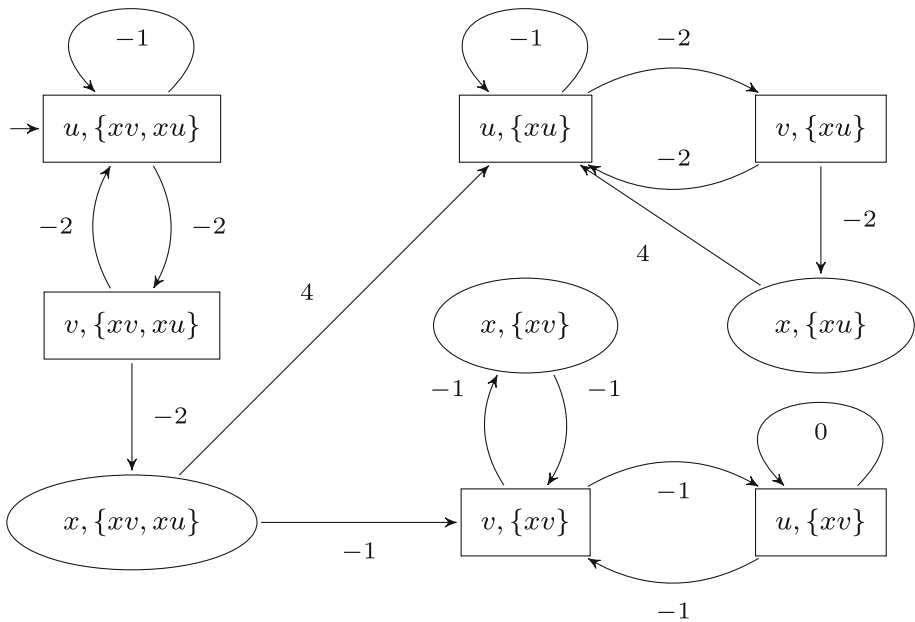 −1
−1
−2
u, {xv, xu}
u, {xu}
v, {xu}
−2
−2
−2
−2
4
4
v, {xv, xu}
x, {xv}
x, {xu}
−1
−1
−2
0
x, {xv, xu}
v, {xv}
−1
u, {xv}
−1
−1